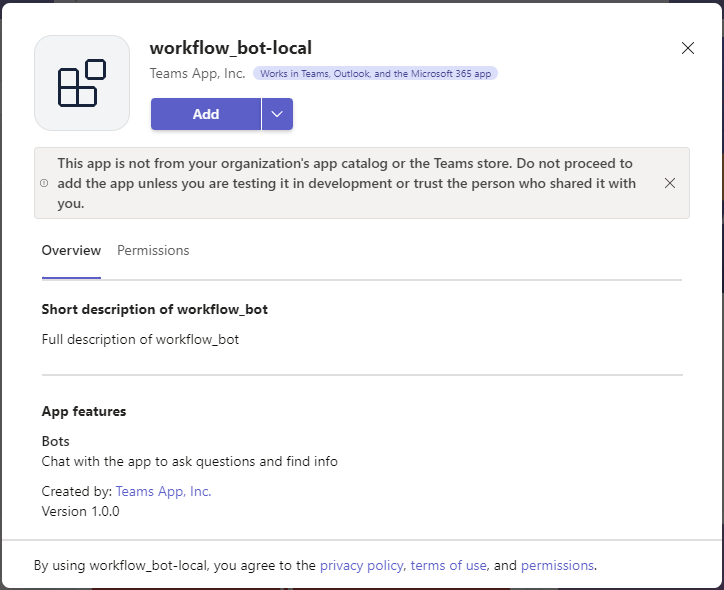 workflow_bot-local
Teams App, Inc. Works in Teams, Outlook, and the Microsoft 365 app
Add
This app is not from your organization's app catalog or the Teams store. Do not proceed to
add the app unless you are testing it in development or trust the person who shared it with
you.
Overview Permissions
Short description of workflow_bot
Full description of workflow_bot
App features
Bots
Chat with the app to ask questions and find info
Created by: Teams App, Inc.
Version 1.0.0
By using workflow_bot-local, you agree to the privacy policy, terms of use, and permissions.